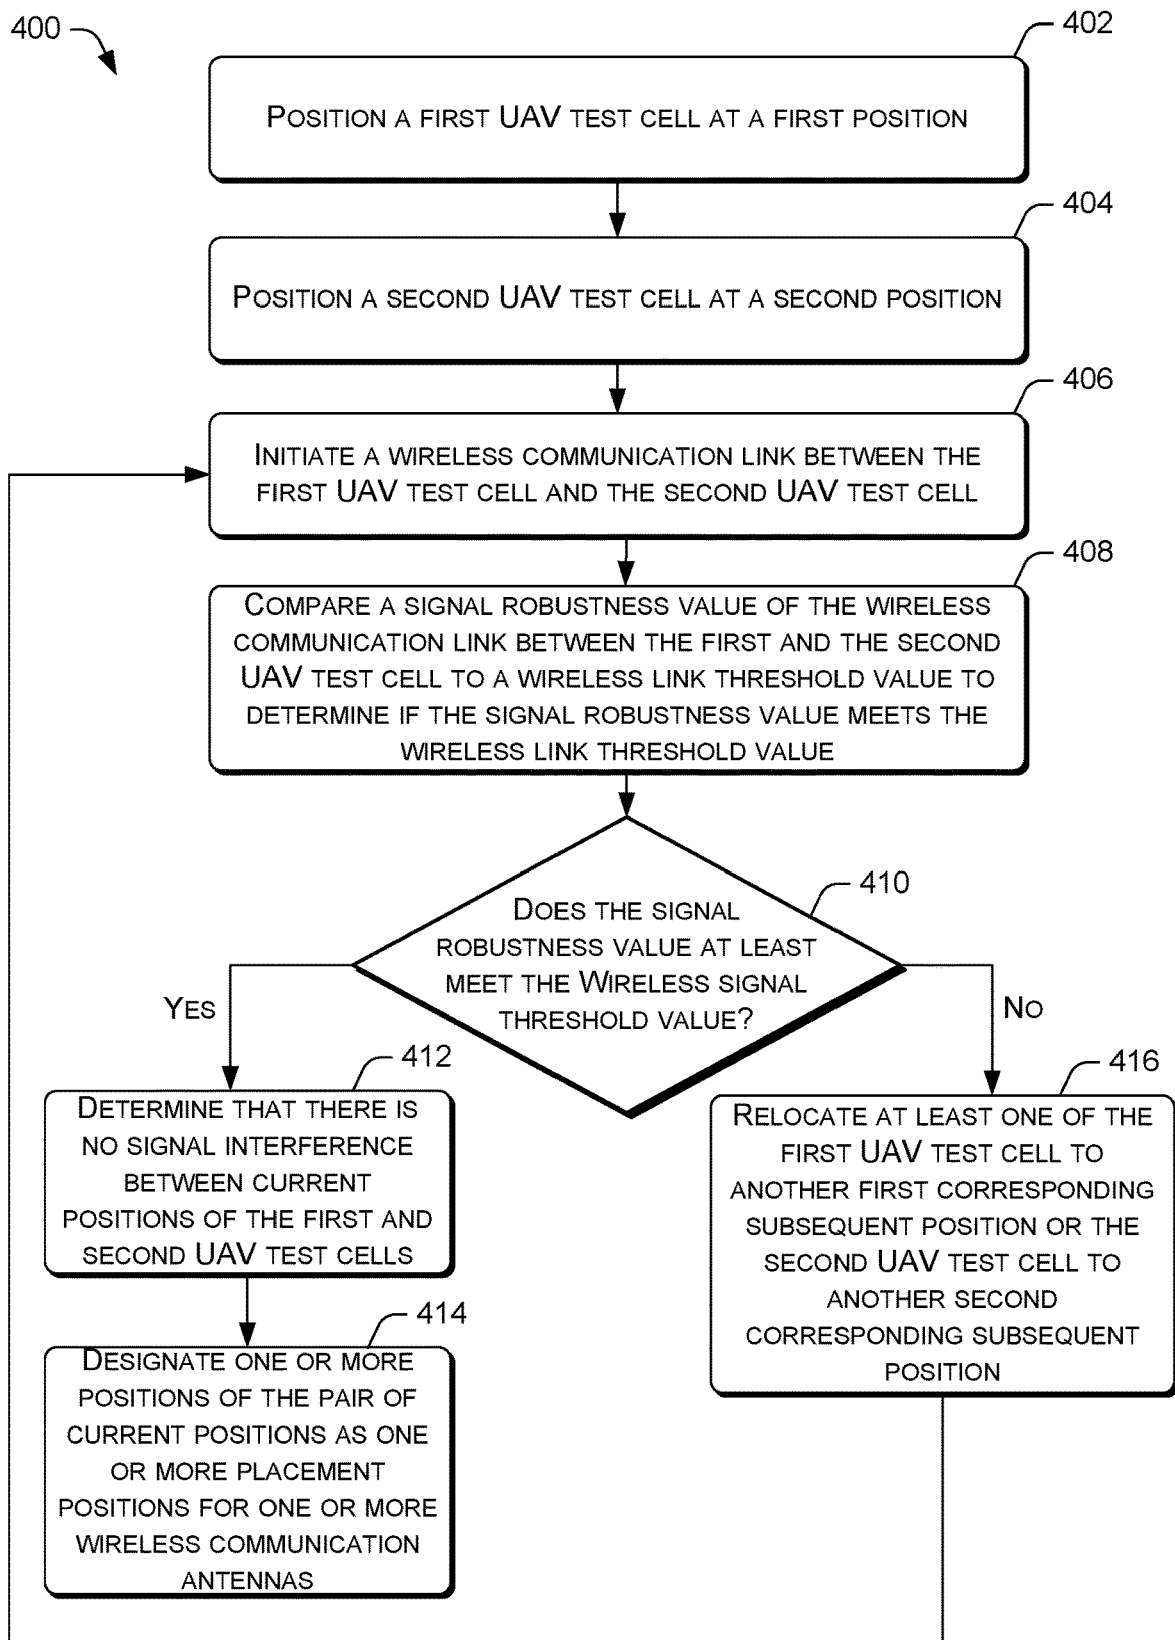 400
402
POSITION A FIRST UAV TEST CELL AT A FIRST POSITION
404
POSITION A SECOND UAV TEST CELL AT A SECOND POSITION
406
INITIATE A WIRELESS COMMUNICATION LINK BETWEEN THE
FIRST UAV TEST CELL AND THE SECOND UAV TEST CELL
408
COMPARE A SIGNAL ROBUSTNESS VALUE OF THE WIRELESS
COMMUNICATION LINK BETWEEN THE FIRST AND THE SECOND
UAV TEST CELL TO A WIRELESS LINK THRESHOLD VALUE TO
DETERMINE IF THE SIGNAL ROBUSTNESS VALUE MEETS THE
WIRELESS LINK THRESHOLD VALUE
410
DOES THE SIGNAL
ROBUSTNESS VALUE AT LEAST
MEET THE WIRELESS SIGNAL
THRESHOLD VALUE?
YES
NO
412
DETERMINE THAT THERE IS
NO SIGNAL INTERFERENCE
BETWEEN CURRENT
POSITIONS OF THE FIRST AND
SECOND UAV TEST CELLS
414
DESIGNATE ONE OR MORE
POSITIONS OF THE PAIR OF
CURRENT POSITIONS AS ONE
OR MORE PLACEMENT
POSITIONS FOR ONE OR MORE
WIRELESS COMMUNICATION
ANTENNAS
416
RELOCATE AT LEAST ONE OF THE
FIRST UAV TEST CELL TO
ANOTHER FIRST CORRESPONDING
SUBSEQUENT POSITION OR THE
SECOND UAV TEST CELL TO
ANOTHER SECOND
CORRESPONDING SUBSEQUENT
POSITION